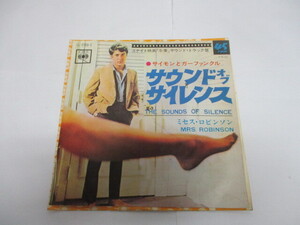 CBS
●サイモンとガーファンクル
サウンドオブ
サイレンス
THE SOUNDS OF SILENCE
ミセス・ロビンソン
MRS. ROBINSON